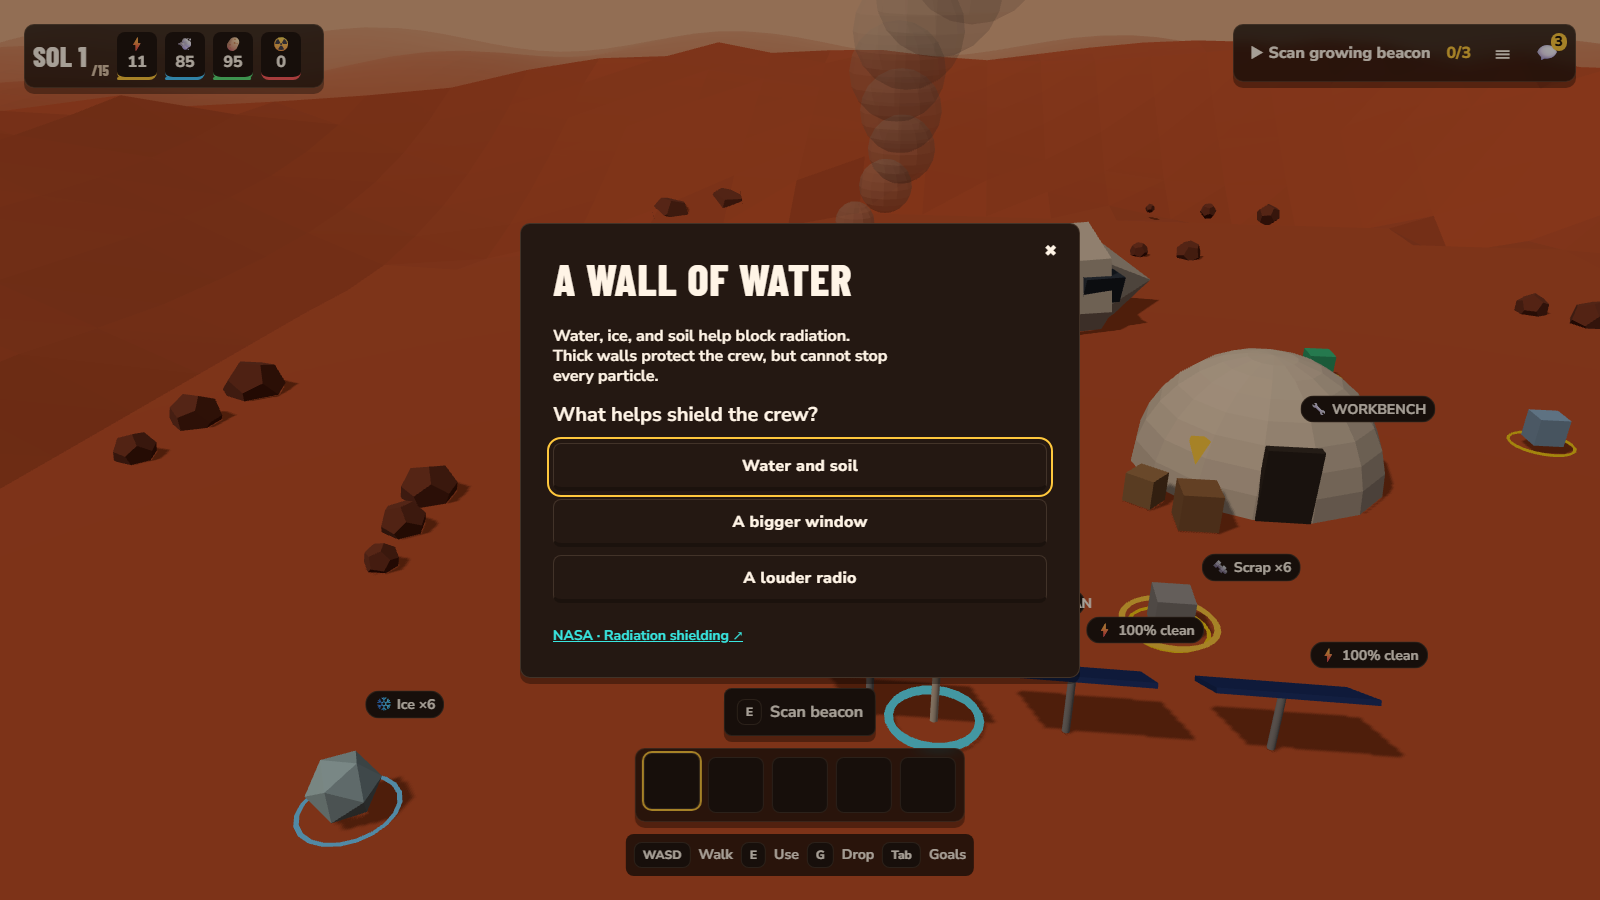 SOL 1 /15
11
85
95
0
Scan growing beacon 0/3
3
A WALL OF WATER
Water, ice, and soil help block radiation.
Thick walls protect the crew, but cannot stop
every particle.
What helps shield the crew?
Water and soil
A bigger window
A louder radio
NASA · Radiation shielding ↗
WORKBENCH
Scrap ×6
100% clean
100% clean
Ice ×6
E Scan beacon
WASD Walk E Use G Drop Tab Goals